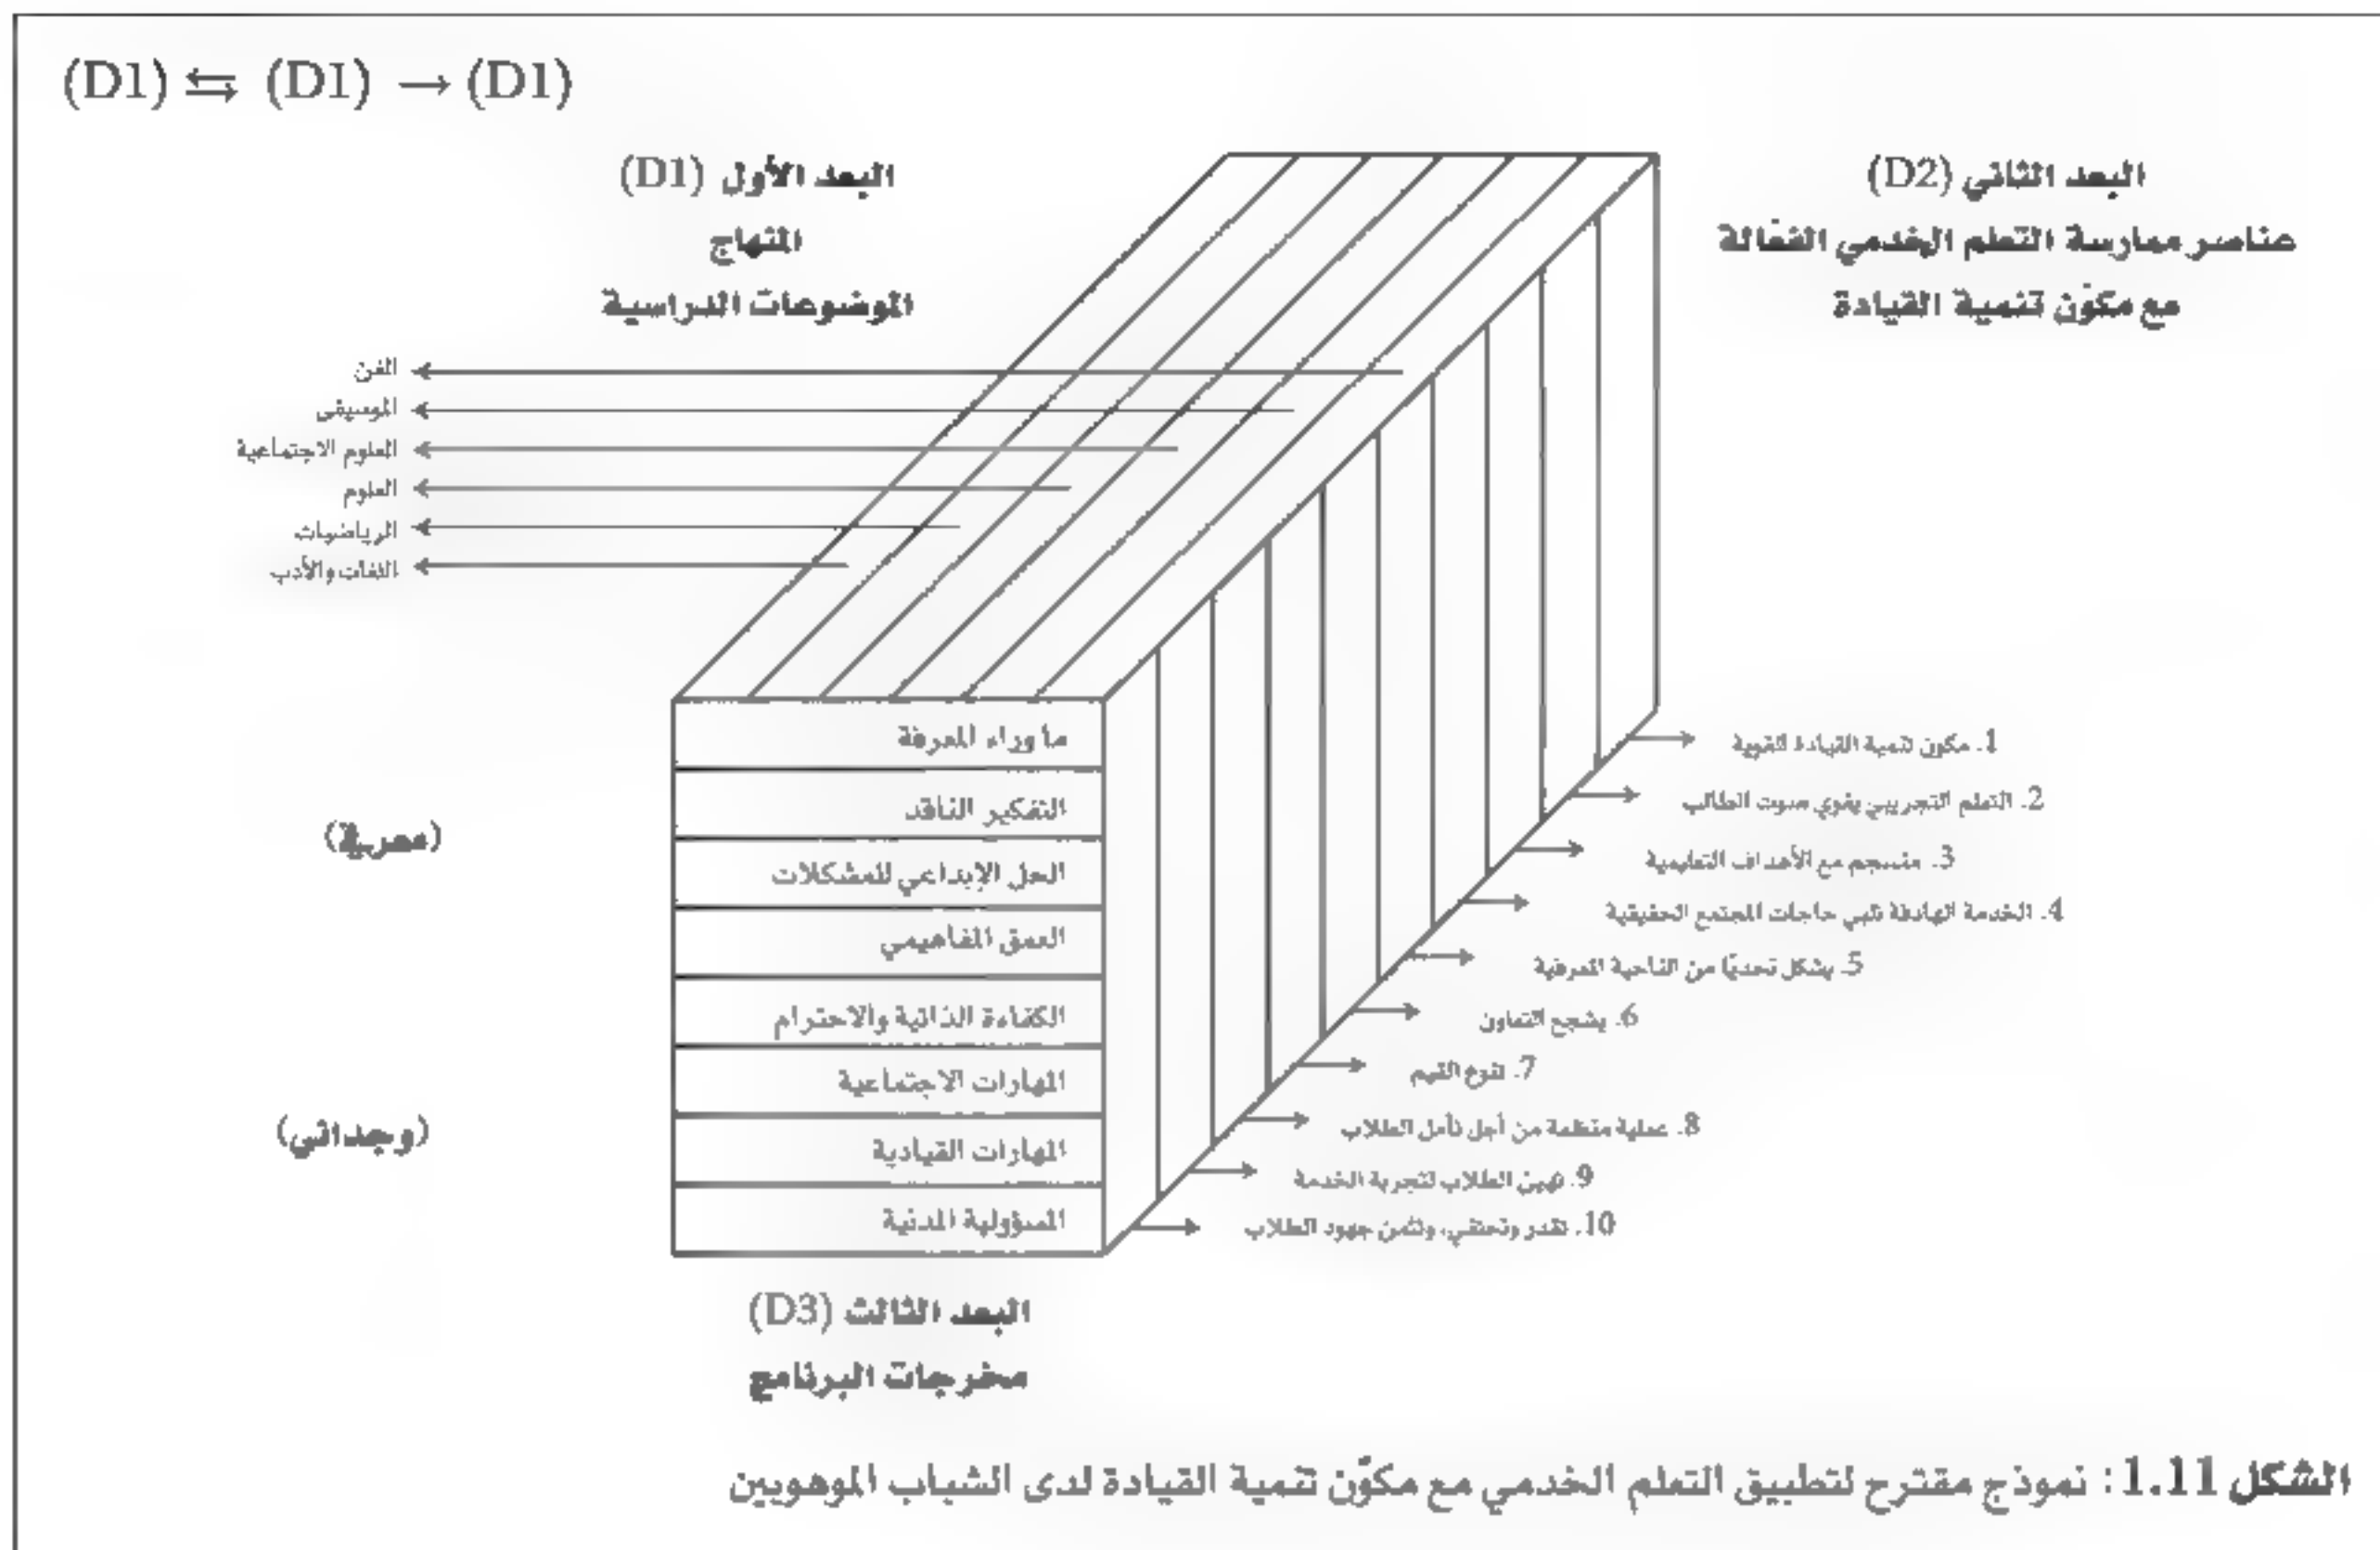 (D1) ⇆ (D1) → (D1)
البعد الأول (D1)
المنهاج
الموضوعات الدراسية
البعد الثاني (D2)
عناصر ممارسة التعلم الخدمي الفعّالة
مع مكوّن تنمية القيادة
الفن
الموسيقى
العلوم الاجتماعية
العلوم
الرياضيات
اللغات والأدب
(معرفية)
(وجداني)
ما وراء المعرفة
التفكير الناقد
الحل الإبداعي للمشكلات
العمق المفاهيمي
الكفاءة الذاتية والاحترام
المهارات الاجتماعية
المهارات القيادية
المسؤولية المدنية
1. مكون تنمية القيادة القوية
2. التعلم التجريبي يقوي صوت الطالب
3. منسجم مع الأهداف التعليمية
4. الخدمة الهادفة تلبي حاجات المجتمع الحقيقية
5. يشكل تحديًا من الناحية المعرفية
6. يشجع التعاون
7. تنوع القيم
8. عملية منظمة من أجل تأمل الطلاب
9. تهيئ الطلاب لتجربة الخدمة
10. تقدر وتحتفي، وتثمن جهود الطلاب
البعد الثالث (D3)
مخرجات البرنامج
الشكل 1.11: نموذج مقترح لتطبيق التعلم الخدمي مع مكوّن تنمية القيادة لدى الشباب الموهوبين